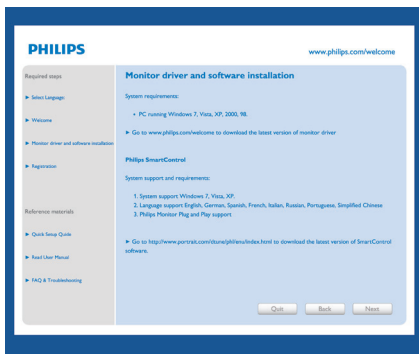 PHILIPS
www.philips.com/welcome
Required steps
► Select Language:
► Welcome
► Monitor driver and software installation
► Registration
Reference materials
► Quick Setup Guide
► Read User Manual
► FAQ & Troubleshooting
Monitor driver and software installation
System requirements:
• PC running Windows 7, Vista, XP, 2000, 98.
► Go to www.philips.com/welcome to download the latest version of monitor driver
Philips SmartControl
System support and requirements:
1. System support Windows 7, Vista, XP.
2. Language support English, German, Spanish, French, Italian, Russian, Portuguese, Simplified Chinese
3. Philips Monitor Plug and Play support
► Go to http://www.portrait.com/dtune/philenu/index.html to download the latest version of SmartControl
software.
Quit
Back
Next